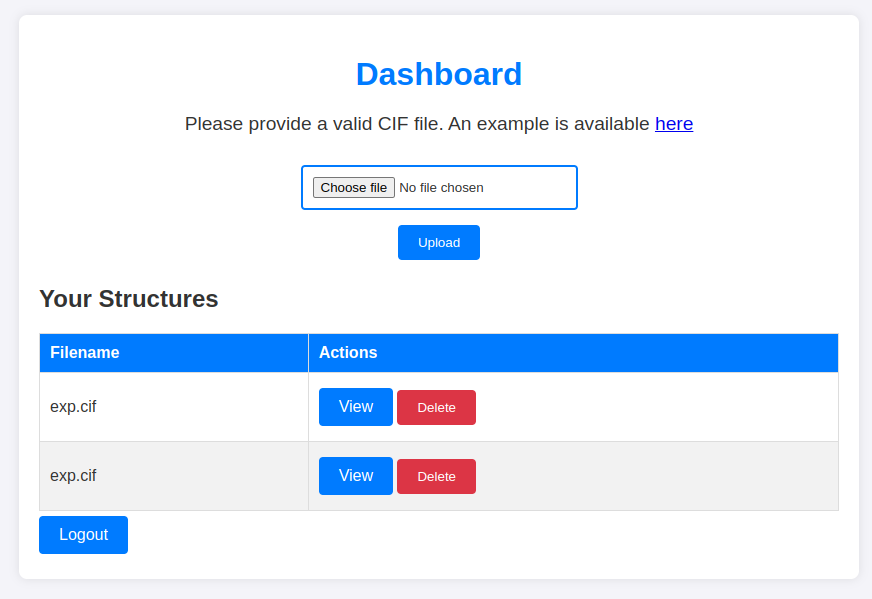 Dashboard
Please provide a valid CIF file. An example is available here
Choose file No file chosen
Upload
Your Structures
Filename Actions
exp.cif View Delete
exp.cif View Delete
Logout